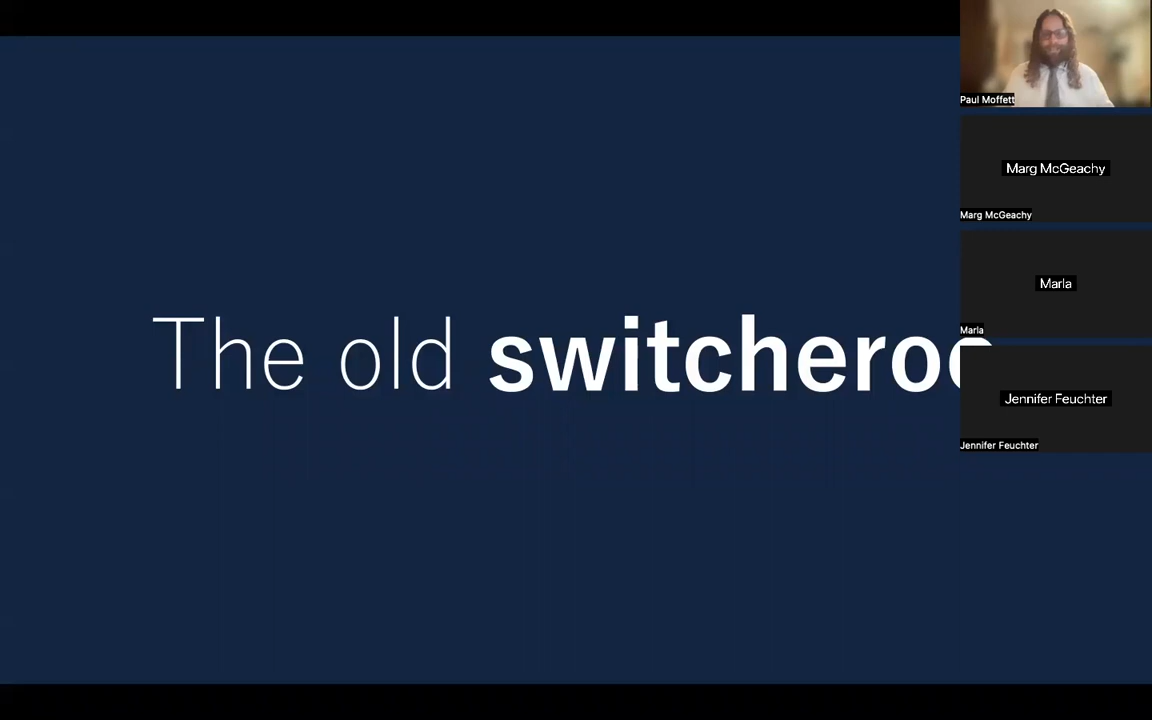 The old switcheroo
Paul Moffett
Marg McGeachy
Marg McGeachy
Marla
Marla
Jennifer Feuchter
Jennifer Feuchter